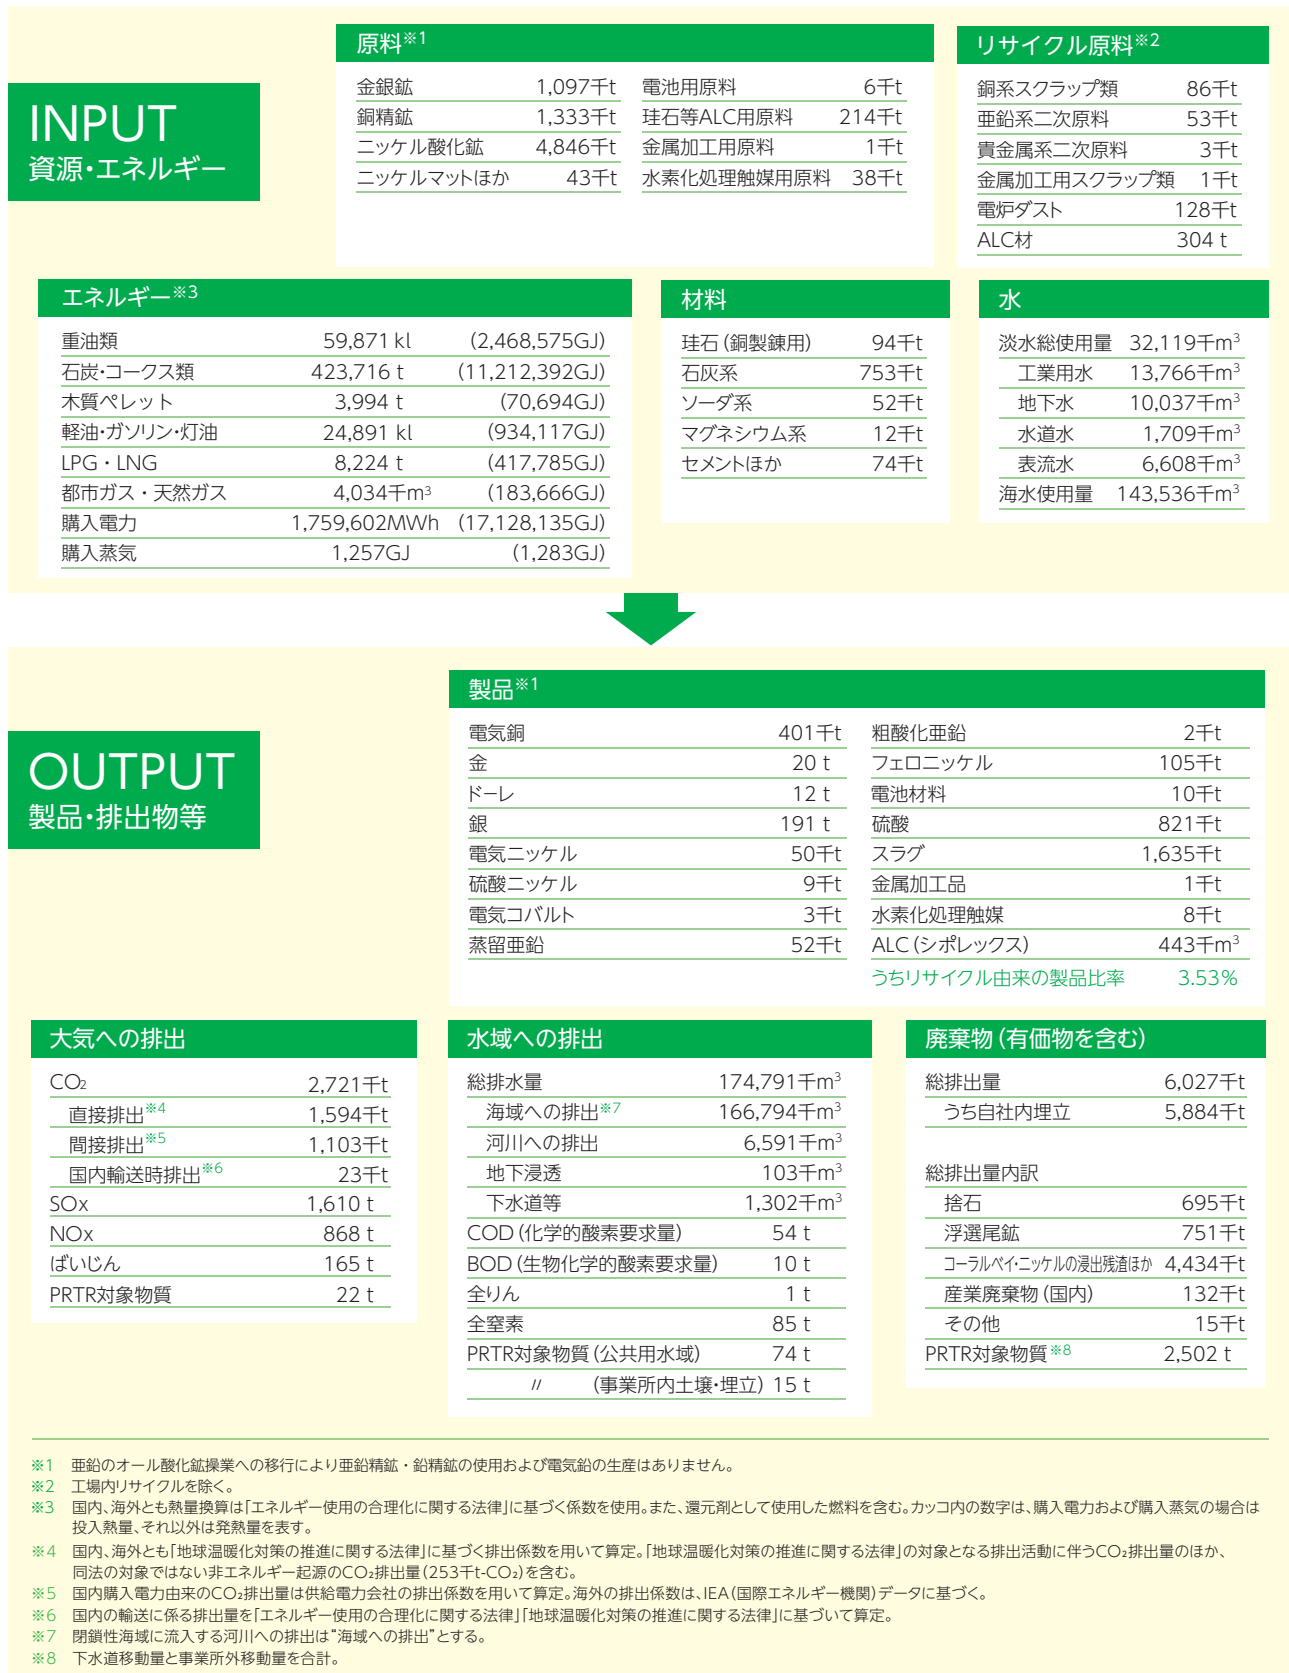 INPUT
資源・エネルギー
原料※1
金銀鉱 1,097千t 電池用原料 6千t
銅精鉱 1,333千t 珪石等ALC用原料 214千t
ニッケル酸化鉱 4,846千t 金属加工用原料 1千t
ニッケルマットほか 43千t 水素化処理触媒用原料 38千t
リサイクル原料※2
銅系スクラップ類 86千t
亜鉛系二次原料 53千t
貴金属系二次原料 3千t
金属加工用スクラップ類 1千t
電炉ダスト 128千t
ALC材 304 t
エネルギー※3
重油類 59,871 kl (2,468,575GJ)
石炭・コークス類 423,716 t (11,212,392GJ)
木質ペレット 3,994 t (70,694GJ)
軽油・ガソリン・灯油 24,891 kl (934,117GJ)
LPG・LNG 8,224 t (417,785GJ)
都市ガス・天然ガス 4,034千m³ (183,666GJ)
購入電力 1,759,602MWh (17,128,135GJ)
購入蒸気 1,257GJ (1,283GJ)
材料
珪石（銅製錬用） 94千t
石灰系 753千t
ソーダ系 52千t
マグネシウム系 12千t
セメントほか 74千t
水
淡水総使用量 32,119千m³
工業用水 13,766千m³
地下水 10,037千m³
水道水 1,709千m³
表流水 6,608千m³
海水使用量 143,536千m³
OUTPUT
製品・排出物等
製品※1
電気銅 401千t 粗酸化亜鉛 2千t
金 20 t フェロニッケル 105千t
ドーレ 12 t 電池材料 10千t
銀 191 t 硫酸 821千t
電気ニッケル 50千t スラグ 1,635千t
硫酸ニッケル 9千t 金属加工品 1千t
電気コバルト 3千t 水素化処理触媒 8千t
蒸留亜鉛 52千t ALC（シポレックス） 443千m³
うちリサイクル由来の製品比率 3.53%
大気への排出
CO₂ 2,721千t
直接排出※4 1,594千t
間接排出※5 1,103千t
国内輸送時排出※6 23千t
SOx 1,610 t
NOx 868 t
ばいじん 165 t
PRTR対象物質 22 t
水域への排出
総排水量 174,791千m³
海域への排出※7 166,794千m³
河川への排出 6,591千m³
地下浸透 103千m³
下水道等 1,302千m³
COD（化学的酸素要求量） 54 t
BOD（生物化学的酸素要求量） 10 t
全りん 1 t
全窒素 85 t
PRTR対象物質（公共用水域） 74 t
〃 （事業所内土壌・埋立） 15 t
廃棄物（有価物を含む）
総排出量 6,027千t
うち自社内埋立 5,884千t
総排出量内訳
捨石 695千t
浮選尾鉱 751千t
コーラルベイ・ニッケルの浸出残渣ほか 4,434千t
産業廃棄物（国内） 132千t
その他 15千t
PRTR対象物質※8 2,502 t
※1 亜鉛のオール酸化鉱操業への移行により亜鉛精鉱・鉛精鉱の使用および電気鉛の生産はありません。
※2 工場内リサイクルを除く。
※3 国内、海外とも熱量換算は「エネルギー使用の合理化に関する法律」に基づく係数を使用。また、還元剤として使用した燃料を含む。カッコ内の数字は、購入電力および購入蒸気の場合は
投入熱量、それ以外は発熱量を表す。
※4 国内、海外とも「地球温暖化対策の推進に関する法律」に基づく排出係数を用いて算定。「地球温暖化対策の推進に関する法律」の対象となる排出活動に伴うCO₂排出量のほか、
同法の対象ではない非エネルギー起源のCO₂排出量（253千t-CO₂）を含む。
※5 国内購入電力由来のCO₂排出量は供給電力会社の排出係数を用いて算定。海外の排出係数は、IEA（国際エネルギー機関）データに基づく。
※6 国内の輸送に係る排出量を「エネルギー使用の合理化に関する法律」「地球温暖化対策の推進に関する法律」に基づいて算定。
※7 閉鎖性海域に流入する河川への排出は“海域への排出”とする。
※8 下水道移動量と事業所外移動量を合計。